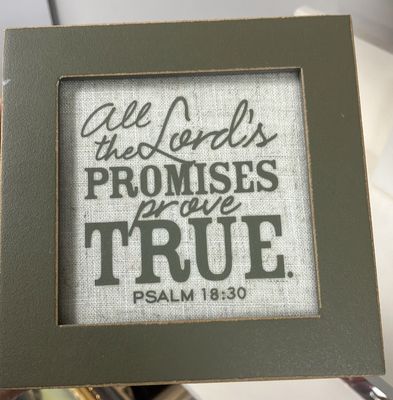 All
the Lord's
PROMISES
prove
TRUE.
PSALM 18:30